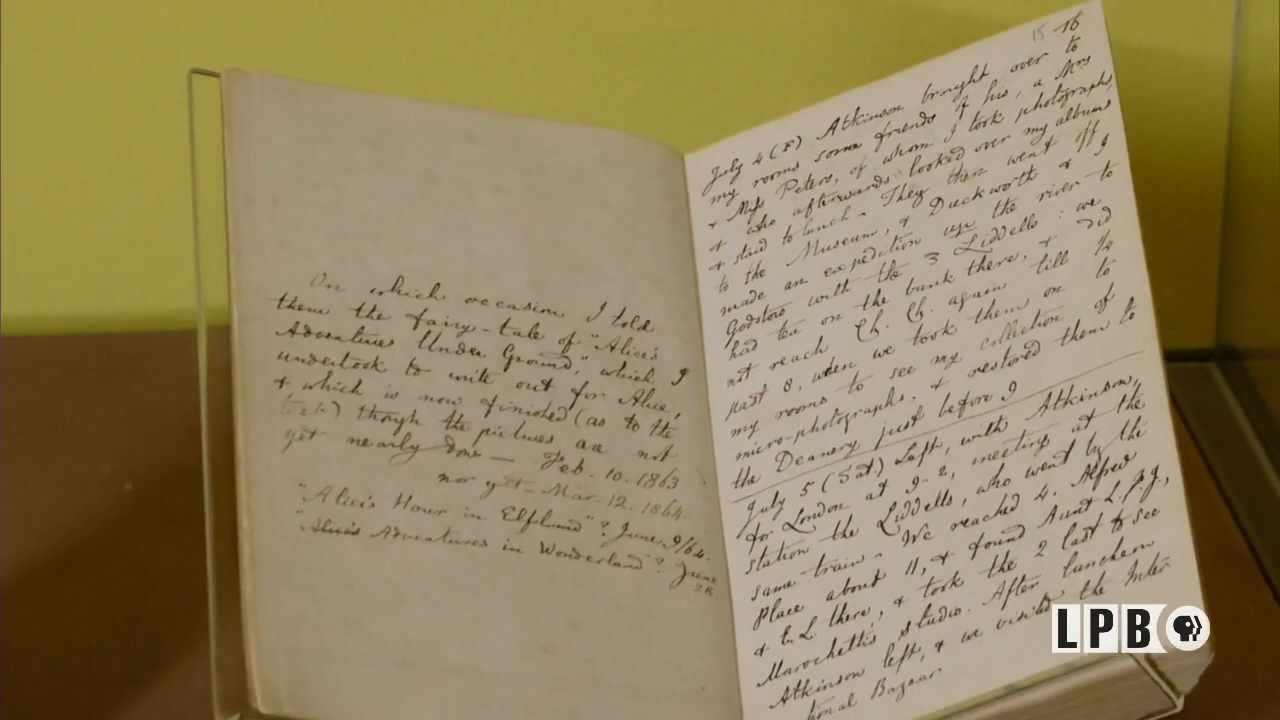 On which occasion I told
them the fairy-tale of "Alice's
Adventures Under Ground," which I
undertook to write out for Alice,
& which is now finished (as to the
text) though the pictures are not
yet nearly done — Feb. 10. 1863
nor yet — Mar. 12. 1864.
"Alice's Hour in Elfland"? June 9/64.
"Alice's Adventures in Wonderland"? June
28.
15 16
July 4 (F) Atkinson brought over to
my rooms some friends of his, a Mrs
& Miss Peters, of whom I took photographs,
& who afterwards looked over my album
& staid to lunch. They then went off
to the Museum, & Duckworth & I
made an expedition up the river to
Godstow with the 3 Liddells: we
had tea on the bank there, & did
not reach Ch. Ch. again till 1/4
past 8, when we took them on to
my rooms to see my collection of
micro-photographs, & restored them to
the Deanery just before 9
July 5 (Sat.) Left, with Atkinson,
for London at 9.2, meeting at the
station the Liddells, who went by the
same train. We reached 4. Alfred
Place about 11, & found Aunt L. P.J.,
& E.L. there, & took the 2 last to see
Marochetti's studio. After luncheon
Atkinson left, & we visited the Inter
tional Bazaar.
LPB